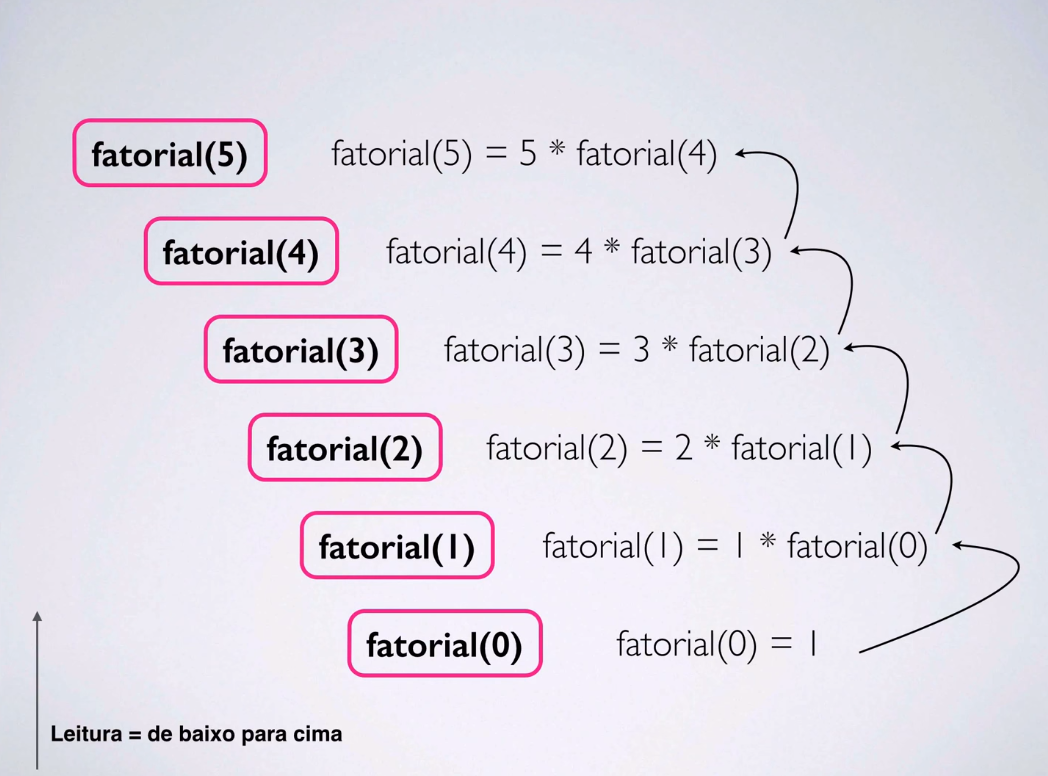 fatorial(5) fatorial(5) = 5 * fatorial(4)
fatorial(4) fatorial(4) = 4 * fatorial(3)
fatorial(3) fatorial(3) = 3 * fatorial(2)
fatorial(2) fatorial(2) = 2 * fatorial(1)
fatorial(1) fatorial(1) = 1 * fatorial(0)
fatorial(0) fatorial(0) = 1
Leitura = de baixo para cima